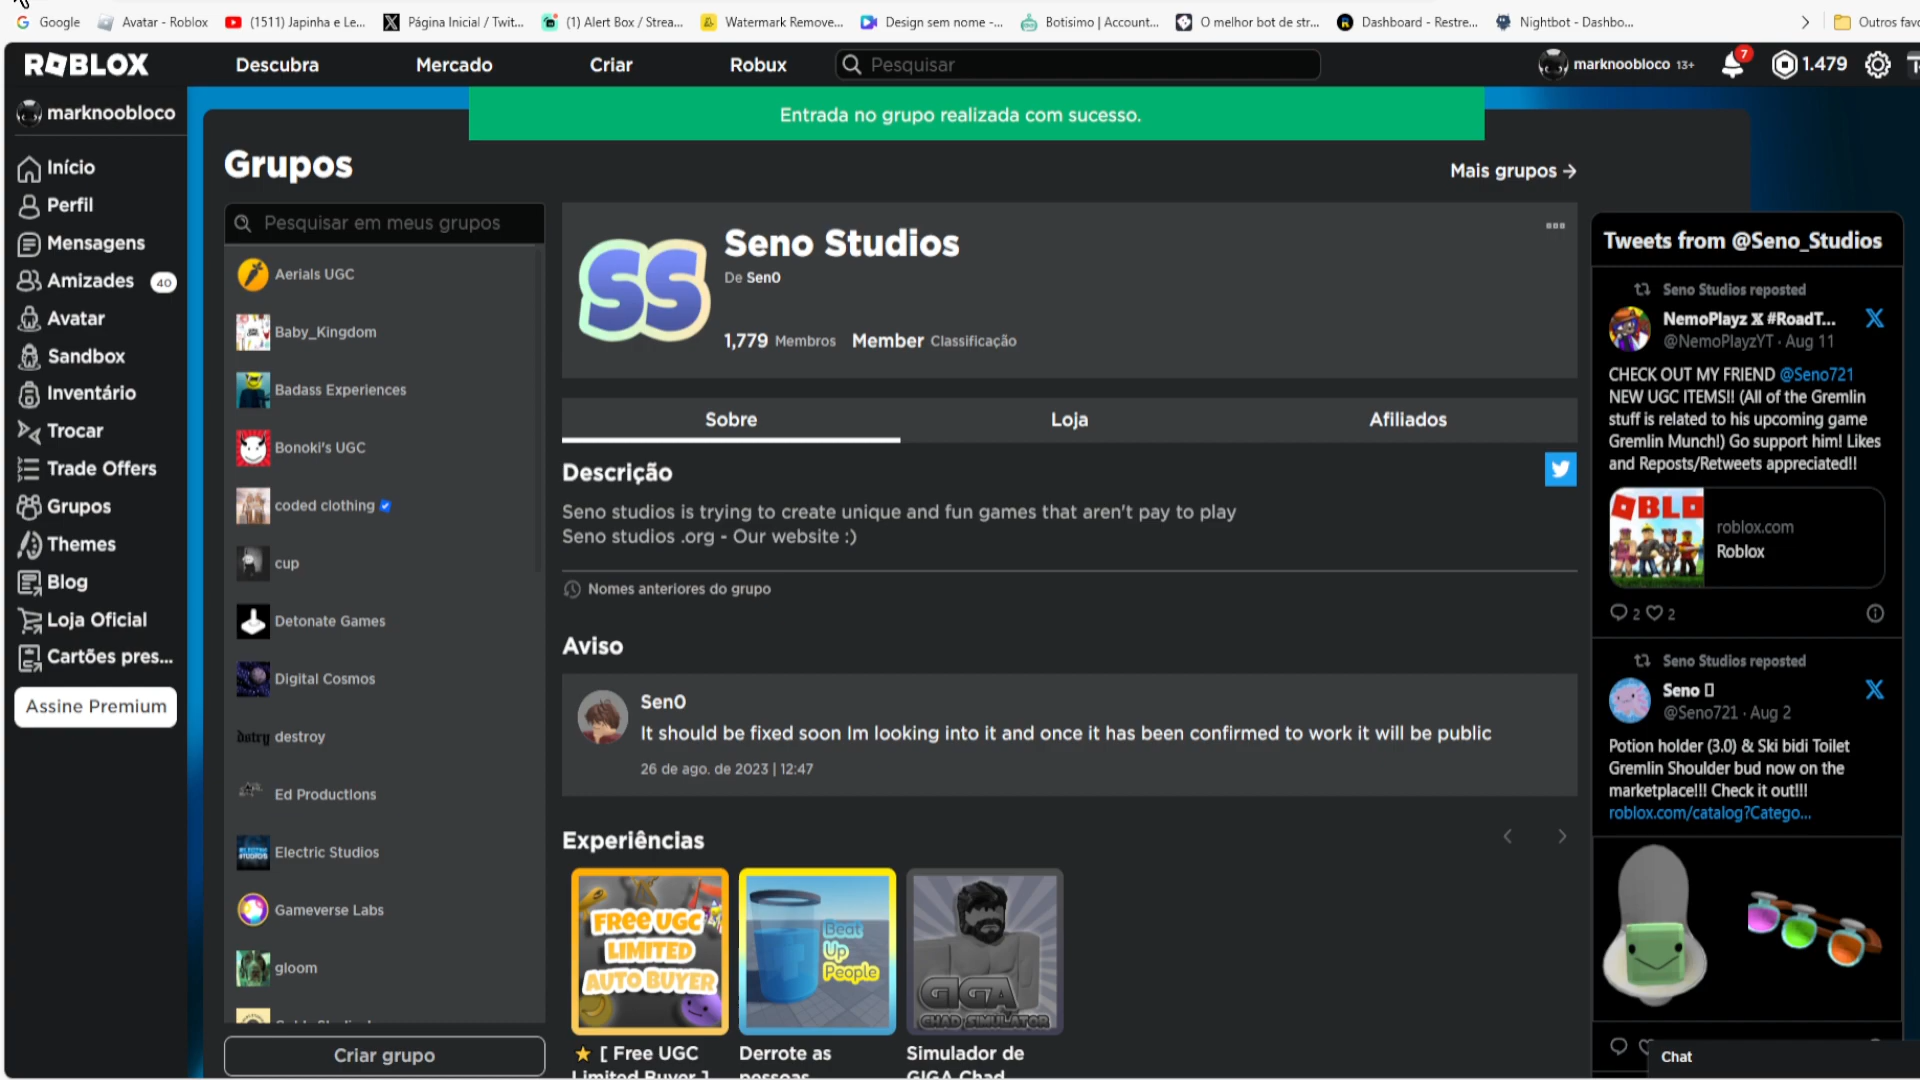 Google
Avatar - Roblox
(1511) Japinha e Le...
Página Inicial / Twit...
(1) Alert Box / Strea...
Watermark Remove...
Design sem nome -...
Botisimo | Account...
O melhor bot de str...
Dashboard - Restre...
Nightbot - Dashbo...
Outros favo
ROBLOX
Descubra
Mercado
Criar
Robux
Pesquisar
marknoobloco 13+
7
1.479
marknoobloco
Entrada no grupo realizada com sucesso.
Início
Perfil
Mensagens
Amizades 40
Avatar
Sandbox
Inventário
Trocar
Trade Offers
Grupos
Themes
Blog
Loja Oficial
Cartões pres...
Assine Premium
Grupos
Mais grupos →
Pesquisar em meus grupos
Aerials UGC
Baby_Kingdom
Badass Experiences
Bonoki's UGC
coded clothing
cup
Detonate Games
Digital Cosmos
dstry destroy
Ed Productions
Electric Studios
Gameverse Labs
gloom
Criar grupo
SS
Seno Studios
De Sen0
1,779 Membros Member Classificação
Sobre
Loja
Afiliados
Descrição
Seno studios is trying to create unique and fun games that aren't pay to play
Seno studios .org - Our website :)
Nomes anteriores do grupo
Aviso
Sen0
It should be fixed soon Im looking into it and once it has been confirmed to work it will be public
26 de ago. de 2023 | 12:47
Experiências
FREE UGC
LIMITED
AUTO BUYER
Beat
Up
People
GIGA
CHAD SIMULATOR
[ Free UGC
Limited Buyer ]
Derrote as
pessoas
Simulador de
GIGA Chad
Tweets from @Seno_Studios
Seno Studios reposted
NemoPlayz X #RoadT...
@NemoPlayzYT · Aug 11
CHECK OUT MY FRIEND @Seno721
NEW UGC ITEMS!! (All of the Gremlin
stuff is related to his upcoming game
Gremlin Munch!) Go support him! Likes
and Reposts/Retweets appreciated!!
ROBLO
roblox.com
Roblox
2 2
Seno Studios reposted
Seno
@Seno721 · Aug 2
Potion holder (3.0) & Ski bidi Toilet
Gremlin Shoulder bud now on the
marketplace!!! Check it out!!!
roblox.com/catalog?Catego...
Chat